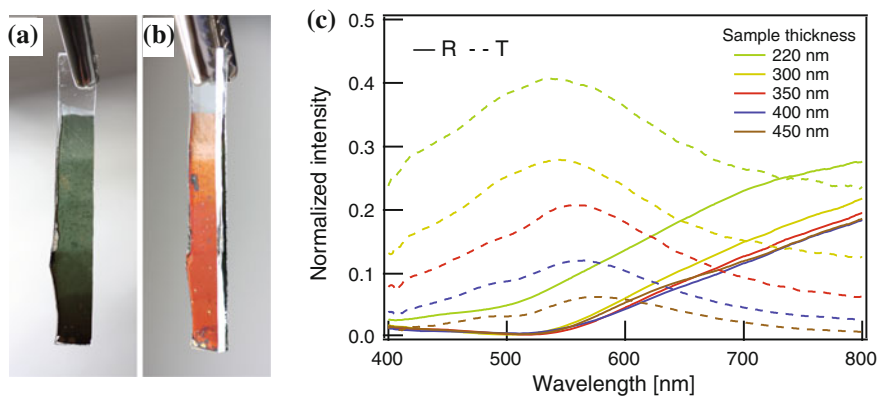 (a)
(b)
(c)
0.5
0.4
0.3
0.2
0.1
0.0
Normalized intensity
R T
Sample thickness
220 nm
300 nm
350 nm
400 nm
450 nm
400 500 600 700 800
Wavelength [nm]